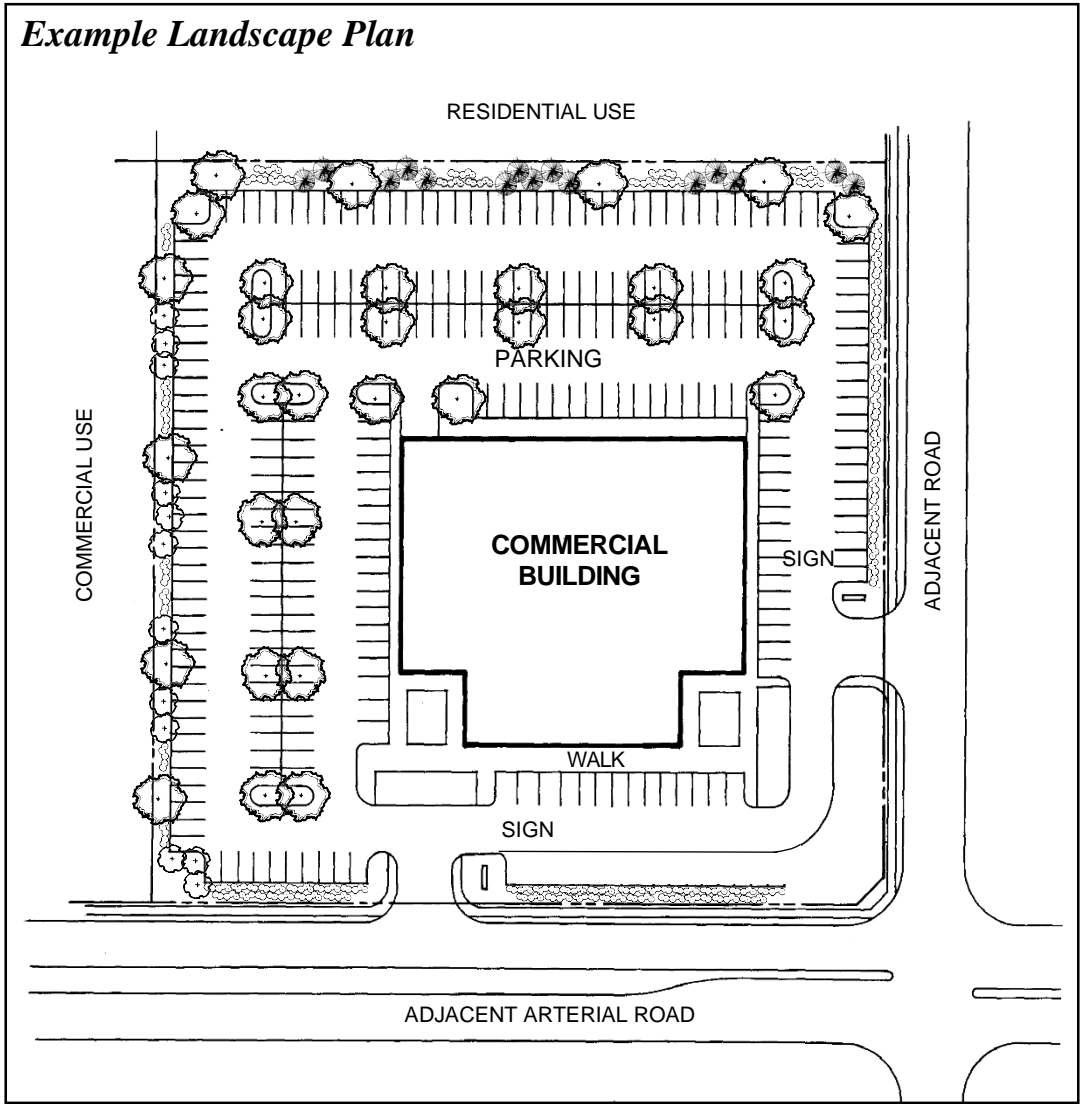 Example Landscape Plan
RESIDENTIAL USE
PARKING
COMMERCIAL USE
COMMERCIAL
BUILDING
SIGN
ADJACENT ROAD
WALK
SIGN
ADJACENT ARTERIAL ROAD